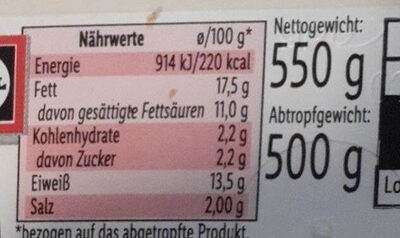 Nährwerte ø/100 g*
Energie 914 kJ/220 kcal
Fett 17,5 g
davon gesättigte Fettsäuren 11,0 g
Kohlenhydrate 2,2 g
davon Zucker 2,2 g
Eiweiß 13,5 g
Salz 2,00 g
*bezogen auf das abgetropfte Produkt.
Nettogewicht:
550 g
Abtropfgewicht:
500 g